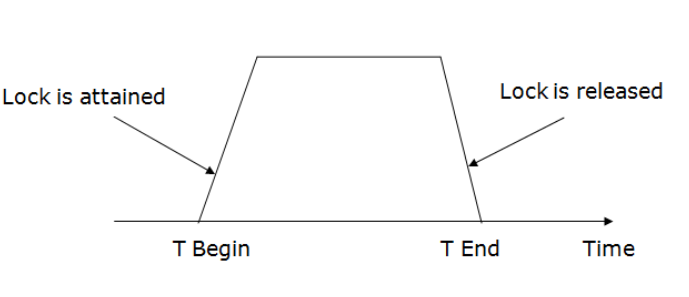 Lock is attained
Lock is released
T Begin
T End
Time